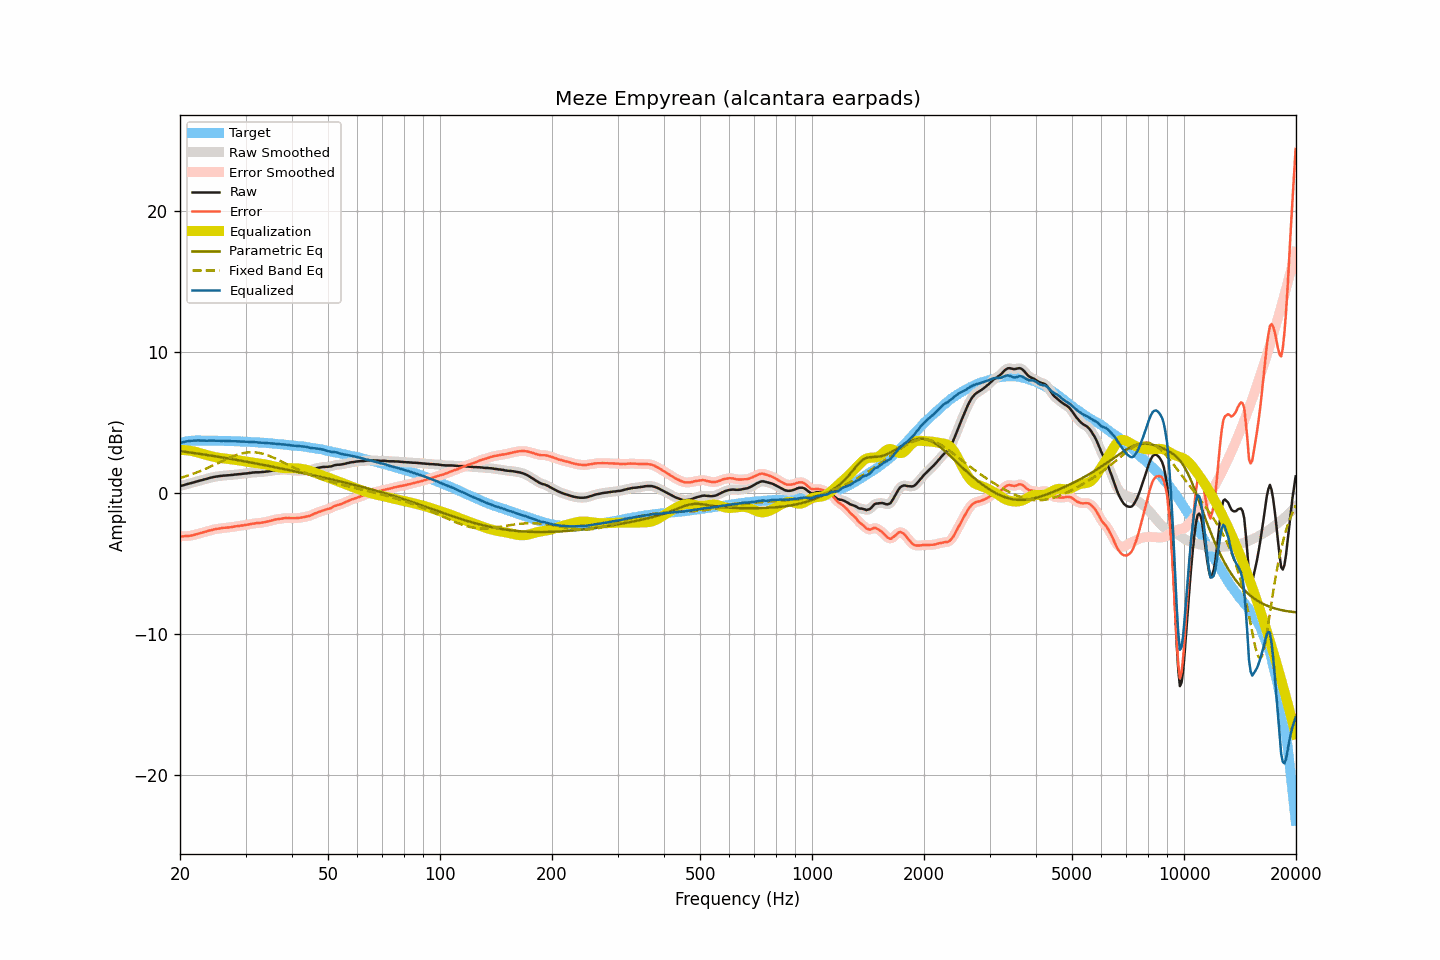 Meze Empyrean (alcantara earpads)
Target
Raw Smoothed
Error Smoothed
Raw
Error
Equalization
Parametric Eq
Fixed Band Eq
Equalized
20
10
0
−10
−20
Amplitude (dBr)
20 50 100 200 500 1000 2000 5000 10000 20000
Frequency (Hz)